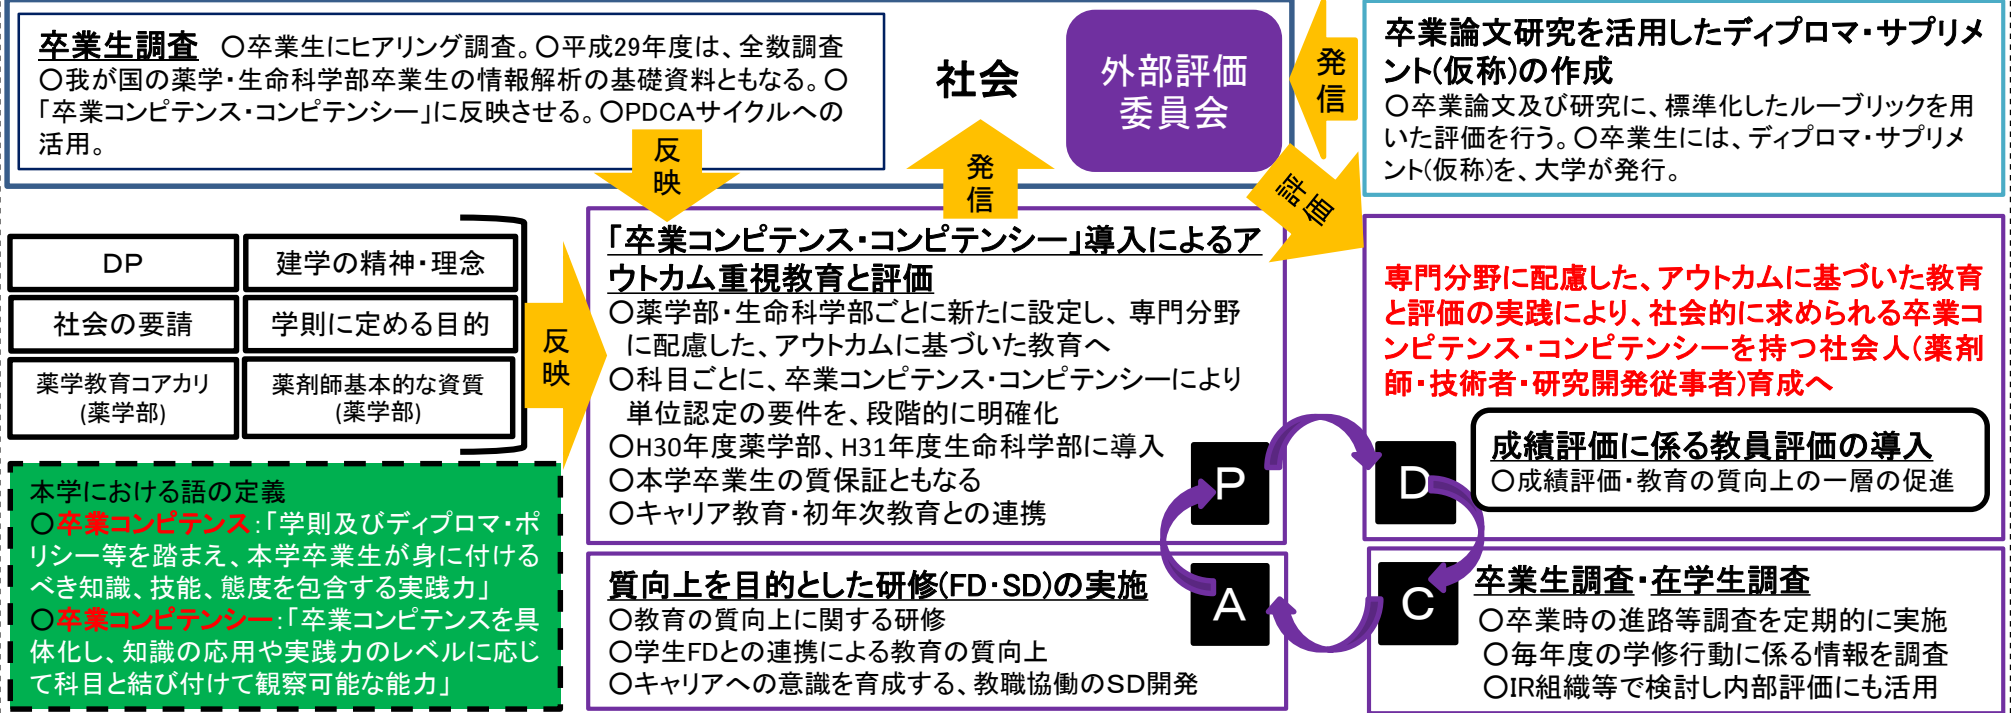 卒業生調査　○卒業生にヒアリング調査。○平成29年度は、全数調査
○我が国の薬学・生命科学部卒業生の情報解析の基礎資料ともなる。○
「卒業コンピテンス・コンピテンシー」に反映させる。○PDCAサイクルへの
活用。
反映
社会
発信
外部評価
委員会
発信
評価
卒業論文研究を活用したディプロマ・サプリメ
ント(仮称)の作成
○卒業論文及び研究に、標準化したルーブリックを用
いた評価を行う。○卒業生には、ディプロマ・サプリメ
ント(仮称)を、大学が発行。
DP
建学の精神・理念
社会の要請
学則に定める目的
薬学教育コアカリ
(薬学部)
薬剤師基本的な資質
(薬学部)
反映
「卒業コンピテンス・コンピテンシー」導入によるア
ウトカム重視教育と評価
○薬学部・生命科学部ごとに新たに設定し、専門分野
に配慮した、アウトカムに基づいた教育へ
○科目ごとに、卒業コンピテンス・コンピテンシーにより
単位認定の要件を、段階的に明確化
○H30年度薬学部、H31年度生命科学部に導入
○本学卒業生の質保証ともなる
○キャリア教育・初年次教育との連携
P
専門分野に配慮した、アウトカムに基づいた教育
と評価の実践により、社会的に求められる卒業コ
ンピテンス・コンピテンシーを持つ社会人(薬剤
師・技術者・研究開発従事者)育成へ
成績評価に係る教員評価の導入
○成績評価・教育の質向上の一層の促進
D
本学における語の定義
○卒業コンピテンス:「学則及びディプロマ・ポ
リシー等を踏まえ、本学卒業生が身に付ける
べき知識、技能、態度を包含する実践力」
○卒業コンピテンシー:「卒業コンピテンスを具
体化し、知識の応用や実践力のレベルに応じ
て科目と結び付けて観察可能な能力」
質向上を目的とした研修(FD・SD)の実施
○教育の質向上に関する研修
○学生FDとの連携による教育の質向上
○キャリアへの意識を育成する、教職協働のSD開発
A
C
卒業生調査・在学生調査
○卒業時の進路等調査を定期的に実施
○毎年度の学修行動に係る情報を調査
○IR組織等で検討し内部評価にも活用